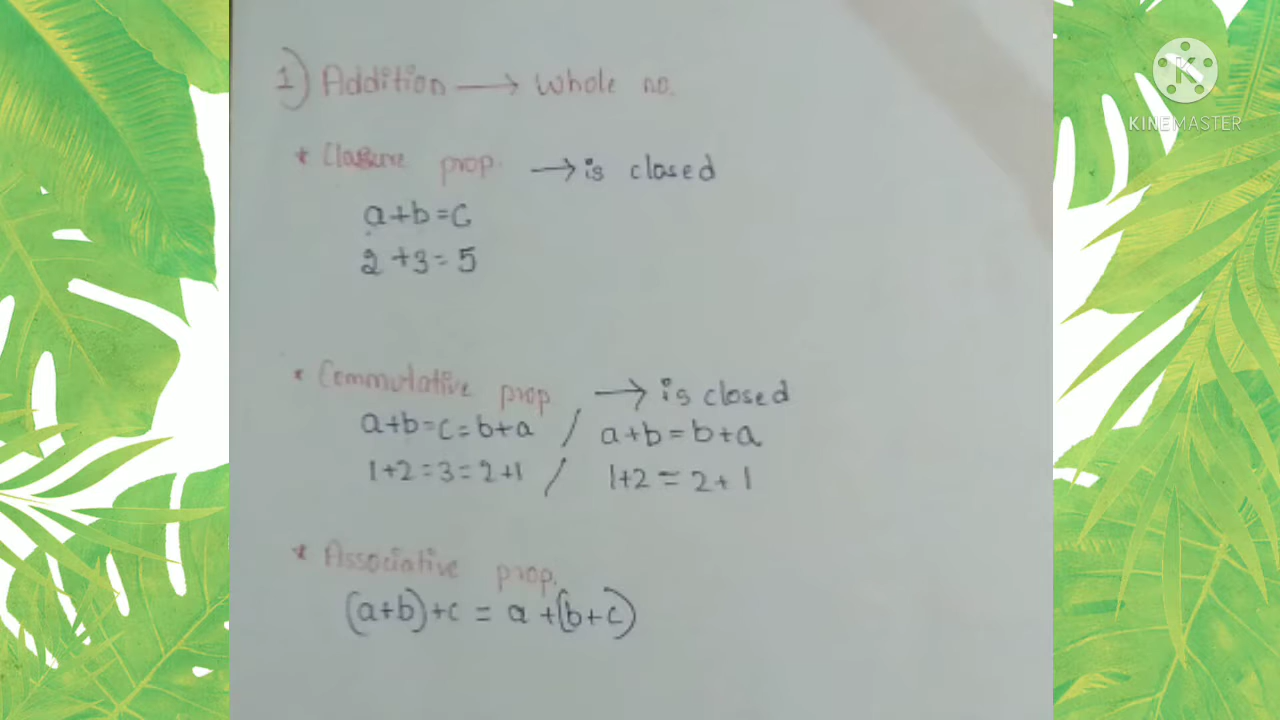 1) Addition → Whole no.
* Closure prop. → is closed
a+b=c
2+3=5
* Commutative prop → is closed
a+b=c=b+a / a+b=b+a
1+2=3=2+1 / 1+2=2+1
* Associative prop.
(a+b)+c = a+(b+c)
KINEMASTER